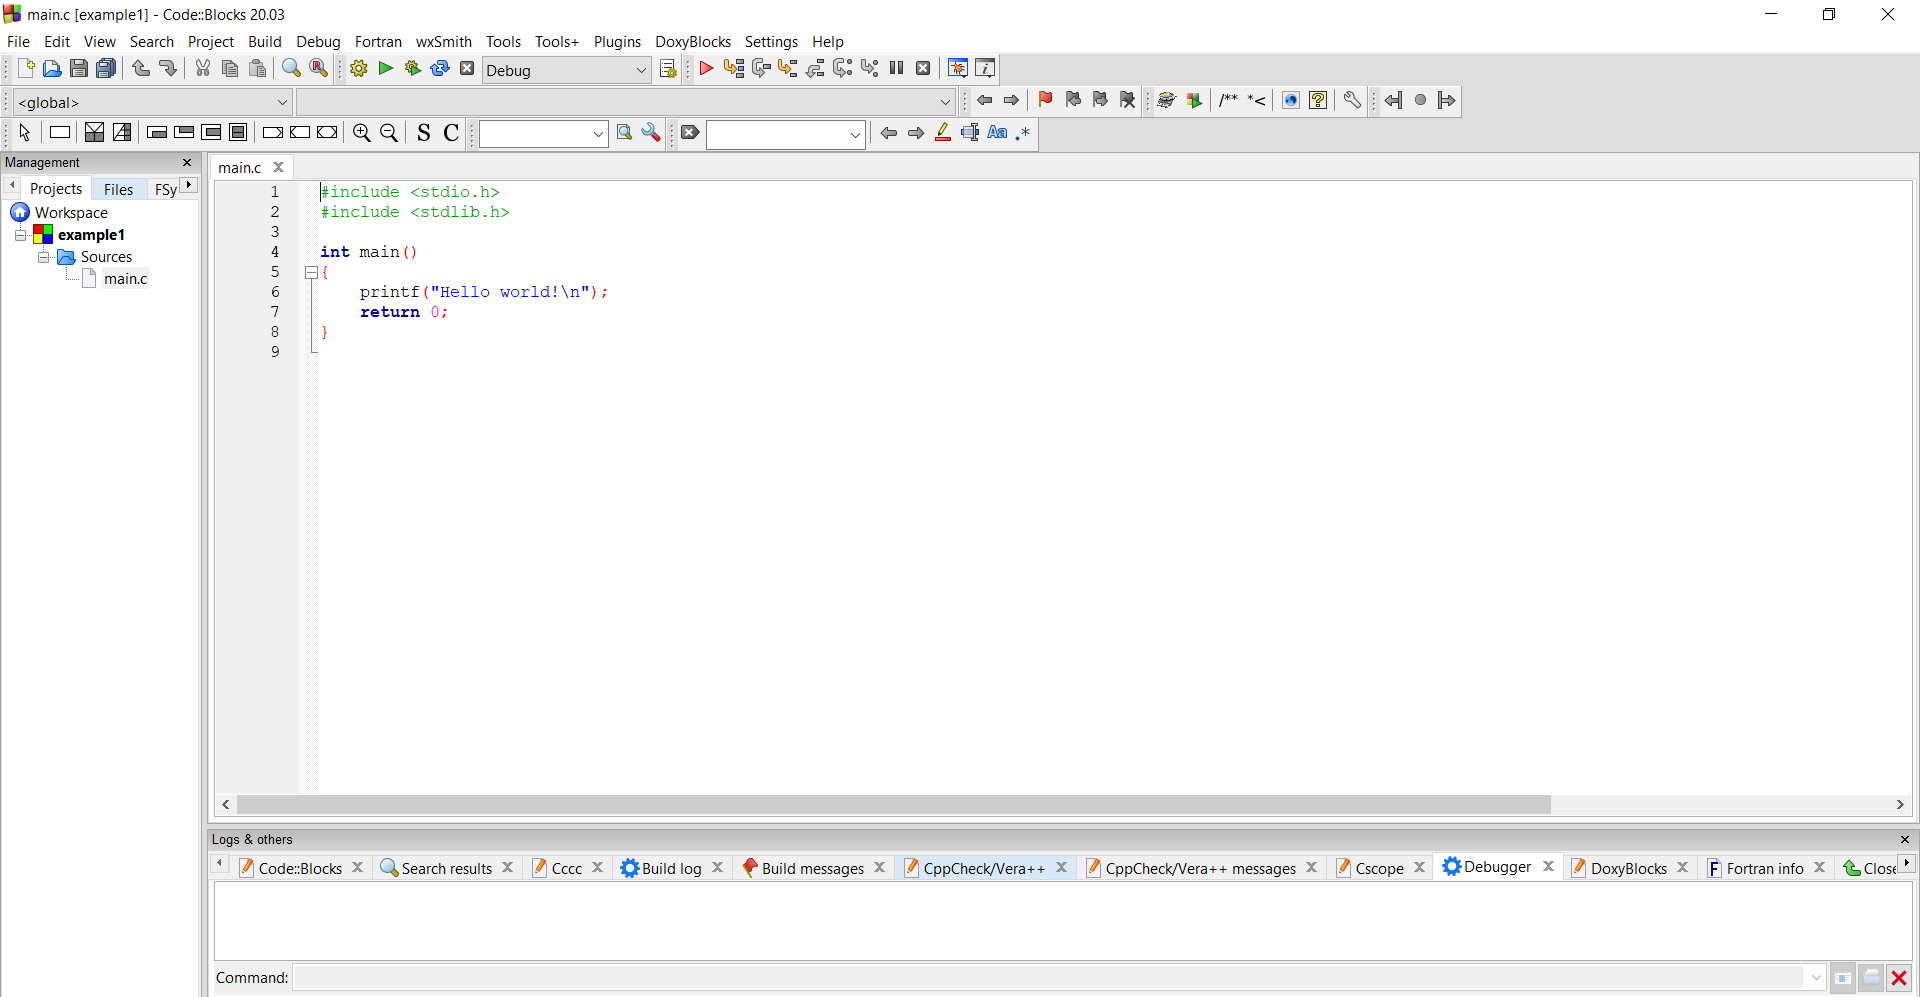 main.c [example1] - Code::Blocks 20.03
File Edit View Search Project Build Debug Fortran wxSmith Tools Tools+ Plugins DoxyBlocks Settings Help
Debug
<global> /** *<
S C Aa .*
Management
Projects Files FSy
Workspace
example1
Sources
main.c
main.c
1 #include <stdio.h>
2 #include <stdlib.h>
3
4 int main()
5 {
6 printf("Hello world!\n");
7 return 0;
8 }
9
Logs & others
Code::Blocks Search results Cccc Build log Build messages CppCheck/Vera++ CppCheck/Vera++ messages Cscope Debugger DoxyBlocks Fortran info Close
Command: